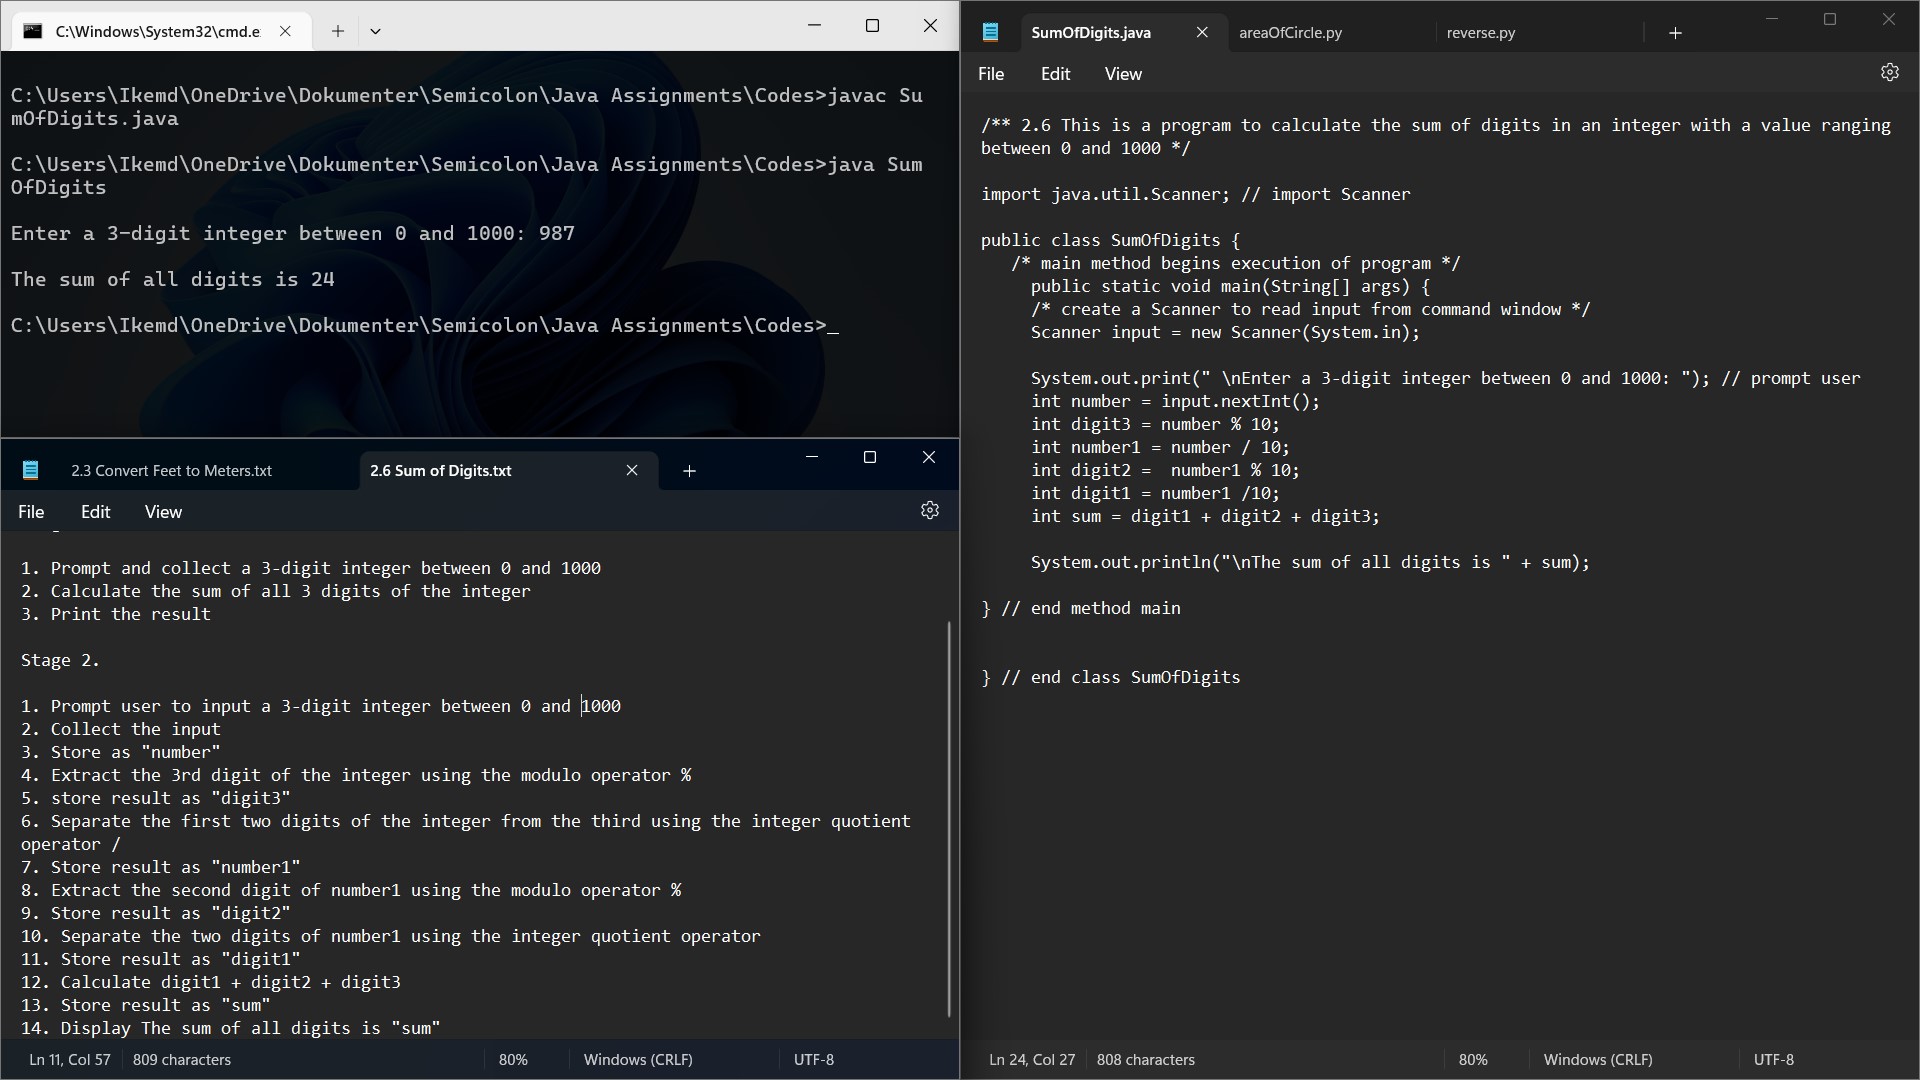 C:\Windows\System32\cmd.e
C:\Users\Ikemd\OneDrive\Dokumenter\Semicolon\Java Assignments\Codes>javac Su
mOfDigits.java
C:\Users\Ikemd\OneDrive\Dokumenter\Semicolon\Java Assignments\Codes>java Sum
OfDigits
Enter a 3-digit integer between 0 and 1000: 987
The sum of all digits is 24
C:\Users\Ikemd\OneDrive\Dokumenter\Semicolon\Java Assignments\Codes>_
2.3 Convert Feet to Meters.txt
2.6 Sum of Digits.txt
File Edit View
1. Prompt and collect a 3-digit integer between 0 and 1000
2. Calculate the sum of all 3 digits of the integer
3. Print the result
Stage 2.
1. Prompt user to input a 3-digit integer between 0 and 1000
2. Collect the input
3. Store as "number"
4. Extract the 3rd digit of the integer using the modulo operator %
5. store result as "digit3"
6. Separate the first two digits of the integer from the third using the integer quotient
operator /
7. Store result as "number1"
8. Extract the second digit of number1 using the modulo operator %
9. Store result as "digit2"
10. Separate the two digits of number1 using the integer quotient operator
11. Store result as "digit1"
12. Calculate digit1 + digit2 + digit3
13. Store result as "sum"
14. Display The sum of all digits is "sum"
Ln 11, Col 57 809 characters 80% Windows (CRLF) UTF-8
SumOfDigits.java
areaOfCircle.py
reverse.py
File Edit View
/** 2.6 This is a program to calculate the sum of digits in an integer with a value ranging
between 0 and 1000 */
import java.util.Scanner; // import Scanner
public class SumOfDigits {
/* main method begins execution of program */
public static void main(String[] args) {
/* create a Scanner to read input from command window */
Scanner input = new Scanner(System.in);
System.out.print(" \nEnter a 3-digit integer between 0 and 1000: "); // prompt user
int number = input.nextInt();
int digit3 = number % 10;
int number1 = number / 10;
int digit2 =  number1 % 10;
int digit1 = number1 /10;
int sum = digit1 + digit2 + digit3;
System.out.println("\nThe sum of all digits is " + sum);
} // end method main
} // end class SumOfDigits
Ln 24, Col 27 808 characters 80% Windows (CRLF) UTF-8